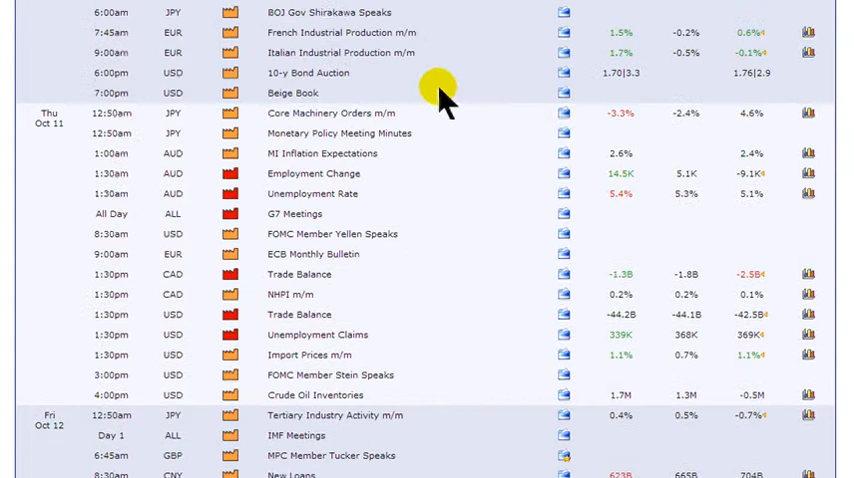 6:00am JPY BOJ Gov Shirakawa Speaks
7:45am EUR French Industrial Production m/m 1.5% -0.2% 0.6%
9:00am EUR Italian Industrial Production m/m 1.7% -0.5% -0.1%
6:00pm USD 10-y Bond Auction 1.70|3.3 1.76|2.9
7:00pm USD Beige Book
Thu Oct 11 12:50am JPY Core Machinery Orders m/m -3.3% -2.4% 4.6%
12:50am JPY Monetary Policy Meeting Minutes
1:00am AUD MI Inflation Expectations 2.6% 2.4%
1:30am AUD Employment Change 14.5K 5.1K -9.1K
1:30am AUD Unemployment Rate 5.4% 5.3% 5.1%
All Day ALL G7 Meetings
8:30am USD FOMC Member Yellen Speaks
9:00am EUR ECB Monthly Bulletin
1:30pm CAD Trade Balance -1.3B -1.8B -2.5B
1:30pm CAD NHPI m/m 0.2% 0.2% 0.1%
1:30pm USD Trade Balance -44.2B -44.1B -42.5B
1:30pm USD Unemployment Claims 339K 368K 369K
1:30pm USD Import Prices m/m 1.1% 0.7% 1.1%
3:00pm USD FOMC Member Stein Speaks
4:00pm USD Crude Oil Inventories 1.7M 1.3M -0.5M
Fri Oct 12 12:50am JPY Tertiary Industry Activity m/m 0.4% 0.5% -0.7%
Day 1 ALL IMF Meetings
6:45am GBP MPC Member Tucker Speaks
8:30am CNY New Loans 623B 665B 704B